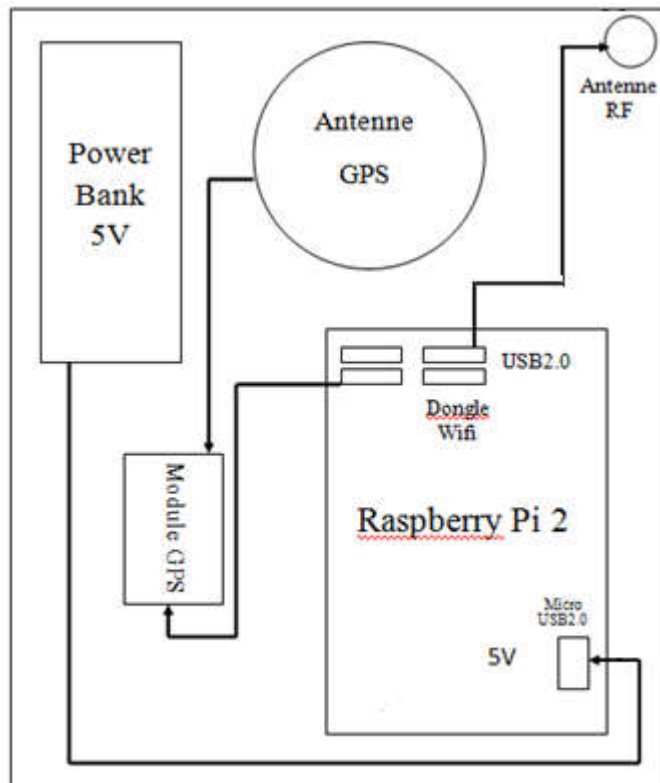 Antenne
RF
Power
Bank
5V
Antenne
GPS
USB2.0
Dongle
Wifi
Module GPS
Raspberry Pi 2
Micro
USB2.0
5V